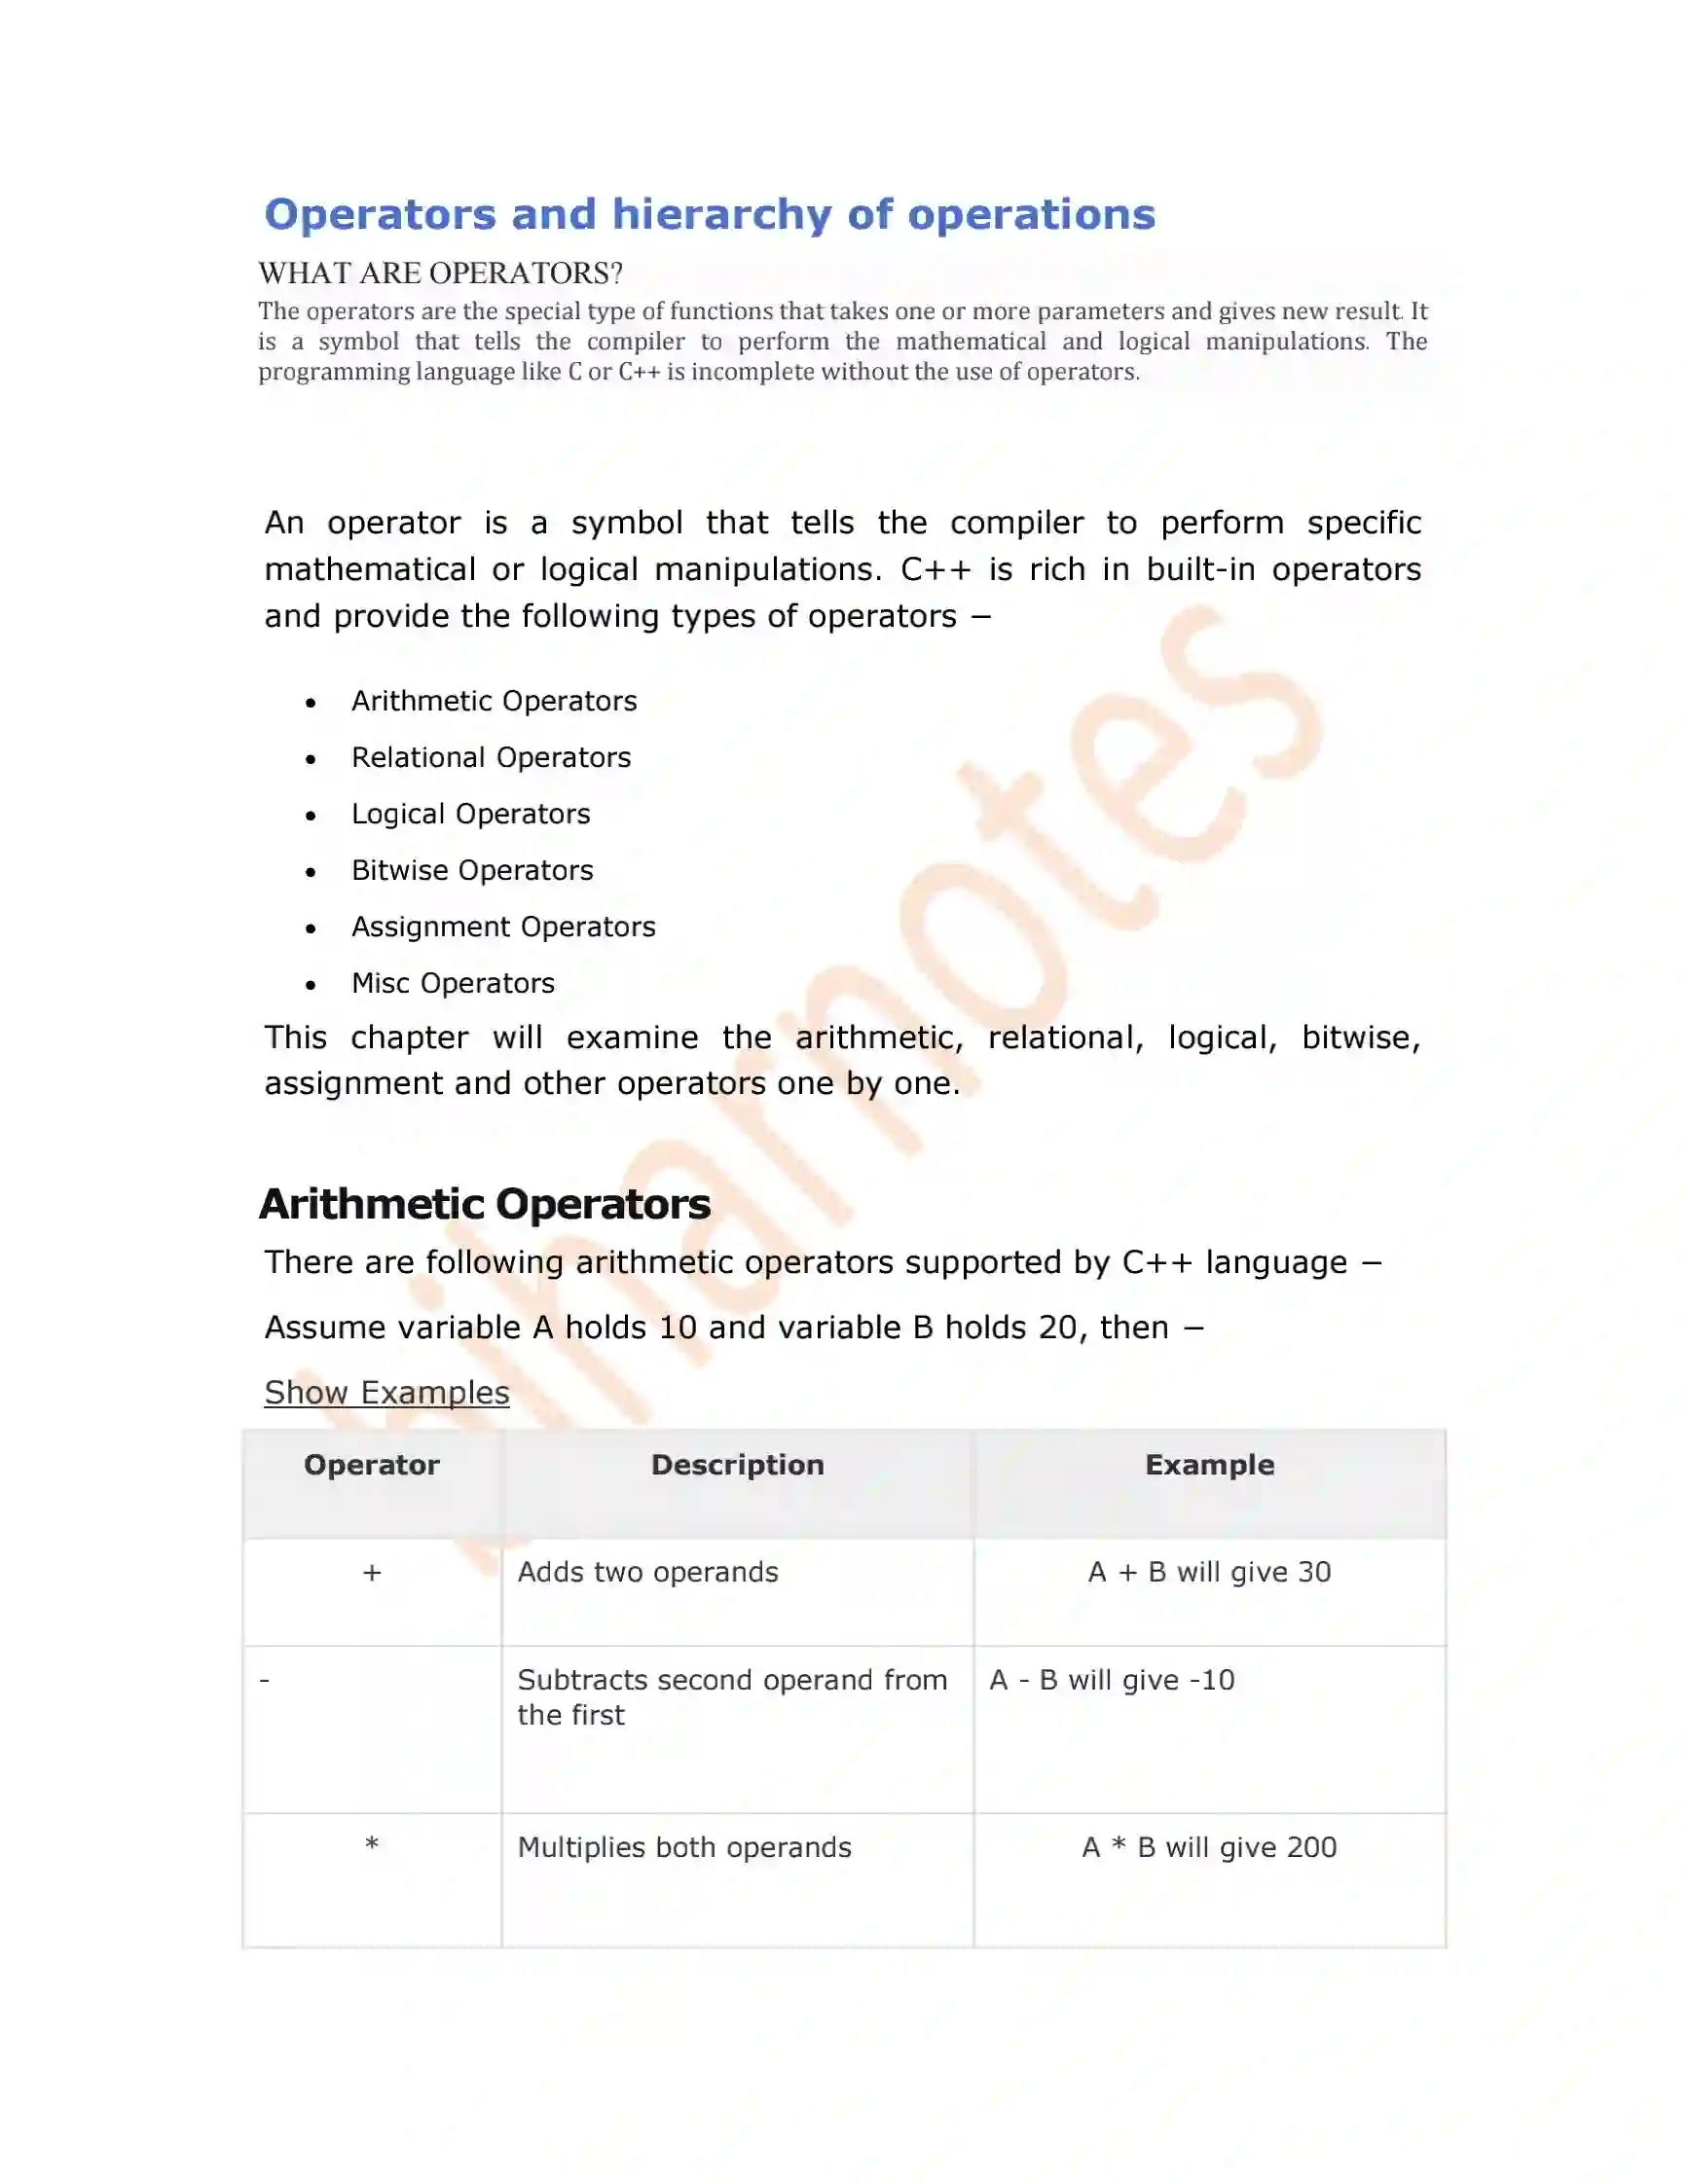 Operators and hierarchy of operations
WHAT ARE OPERATORS?
The operators are the special type of functions that takes one or more parameters and gives new result. It
is a symbol that tells the compiler to perform the mathematical and logical manipulations. The
programming language like C or C++ is incomplete without the use of operators.
An operator is a symbol that tells the compiler to perform specific
mathematical or logical manipulations. C++ is rich in built-in operators
and provide the following types of operators −
• Arithmetic Operators
• Relational Operators
• Logical Operators
• Bitwise Operators
• Assignment Operators
• Misc Operators
This chapter will examine the arithmetic, relational, logical, bitwise,
assignment and other operators one by one.
Arithmetic Operators
There are following arithmetic operators supported by C++ language −
Assume variable A holds 10 and variable B holds 20, then −
Show Examples
Operator Description Example
+ Adds two operands A + B will give 30
- Subtracts second operand from A - B will give -10
the first
* Multiplies both operands A * B will give 200
biharnotes